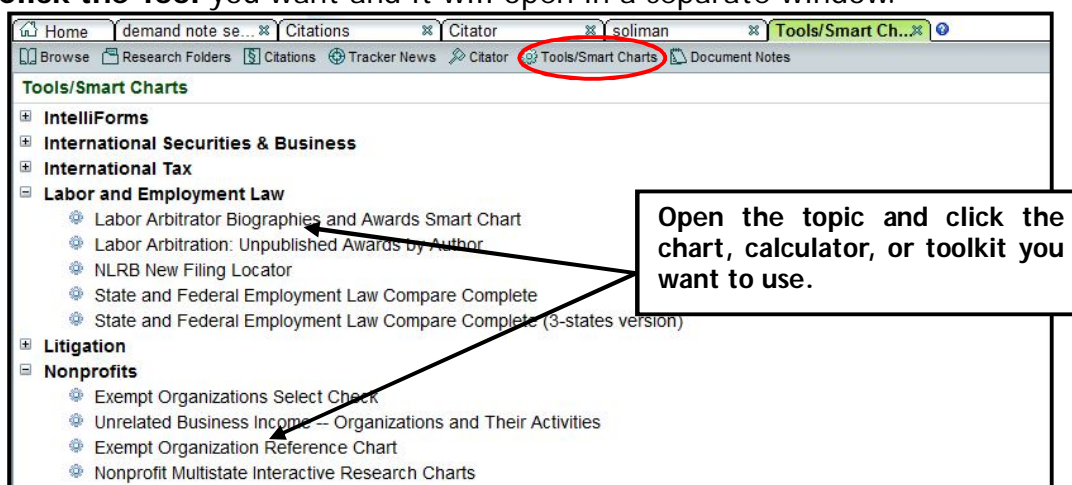 click the Tool you want and it will open in a separate window.
Home demand note se... Citations Citator soliman Tools/Smart Ch...
Browse Research Folders Citations Tracker News Citator Tools/Smart Charts Document Notes
Tools/Smart Charts
IntelliForms
International Securities & Business
International Tax
Labor and Employment Law
Labor Arbitrator Biographies and Awards Smart Chart
Labor Arbitration: Unpublished Awards by Author
NLRB New Filing Locator
State and Federal Employment Law Compare Complete
State and Federal Employment Law Compare Complete (3-states version)
Litigation
Nonprofits
Exempt Organizations Select Check
Unrelated Business Income -- Organizations and Their Activities
Exempt Organization Reference Chart
Nonprofit Multistate Interactive Research Charts
Open the topic and click the
chart, calculator, or toolkit you
want to use.